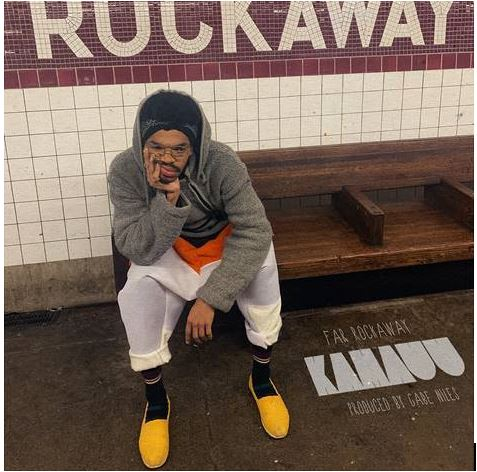 ROCKAWAY
FAR ROCKAWAY
KAMAUU
PRODUCED BY GABE NILES